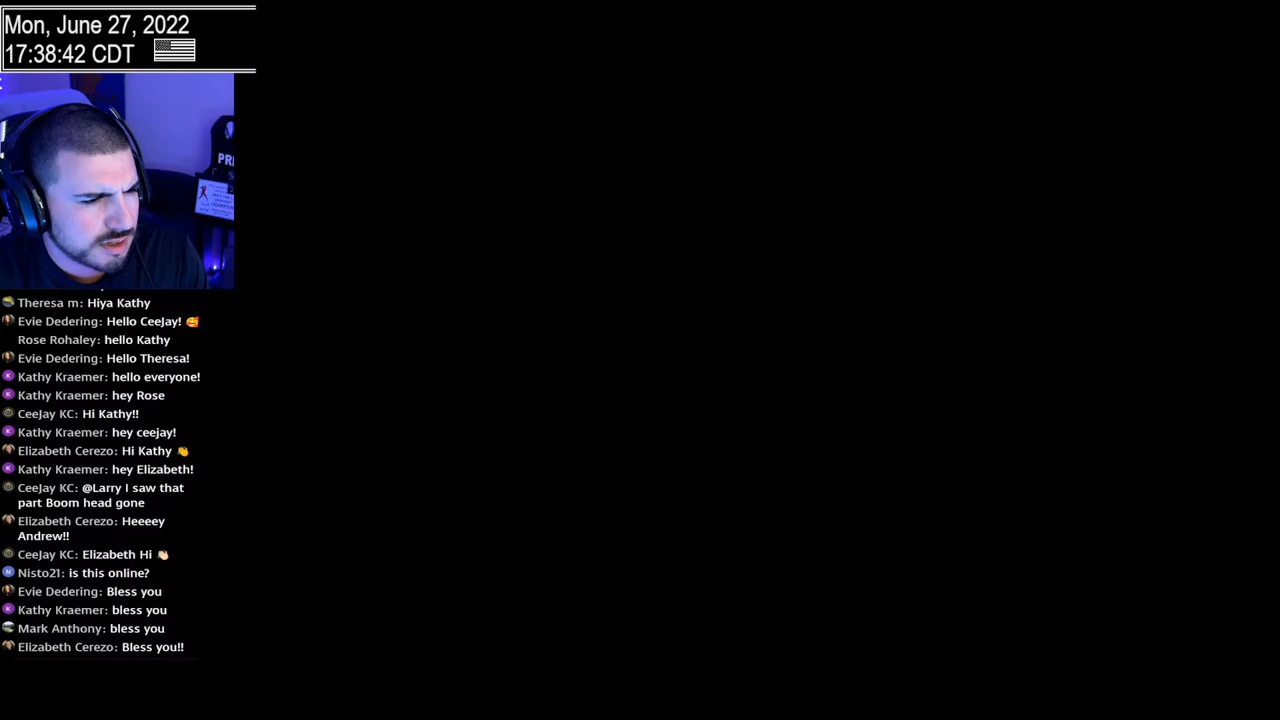 Mon, June 27, 2022
17:38:42 CDT
PRE
Theresa m: Hiya Kathy
Evie Dedering: Hello CeeJay! 🥰
Rose Rohaley: hello Kathy
Evie Dedering: Hello Theresa!
Kathy Kraemer: hello everyone!
Kathy Kraemer: hey Rose
CeeJay KC: Hi Kathy!!
Kathy Kraemer: hey ceejay!
Elizabeth Cerezo: Hi Kathy 👏
Kathy Kraemer: hey Elizabeth!
CeeJay KC: @Larry I saw that
part Boom head gone
Elizabeth Cerezo: Heeeey
Andrew!!
CeeJay KC: Elizabeth Hi 👏🏻
Nisto21: is this online?
Evie Dedering: Bless you
Kathy Kraemer: bless you
Mark Anthony: bless you
Elizabeth Cerezo: Bless you!!